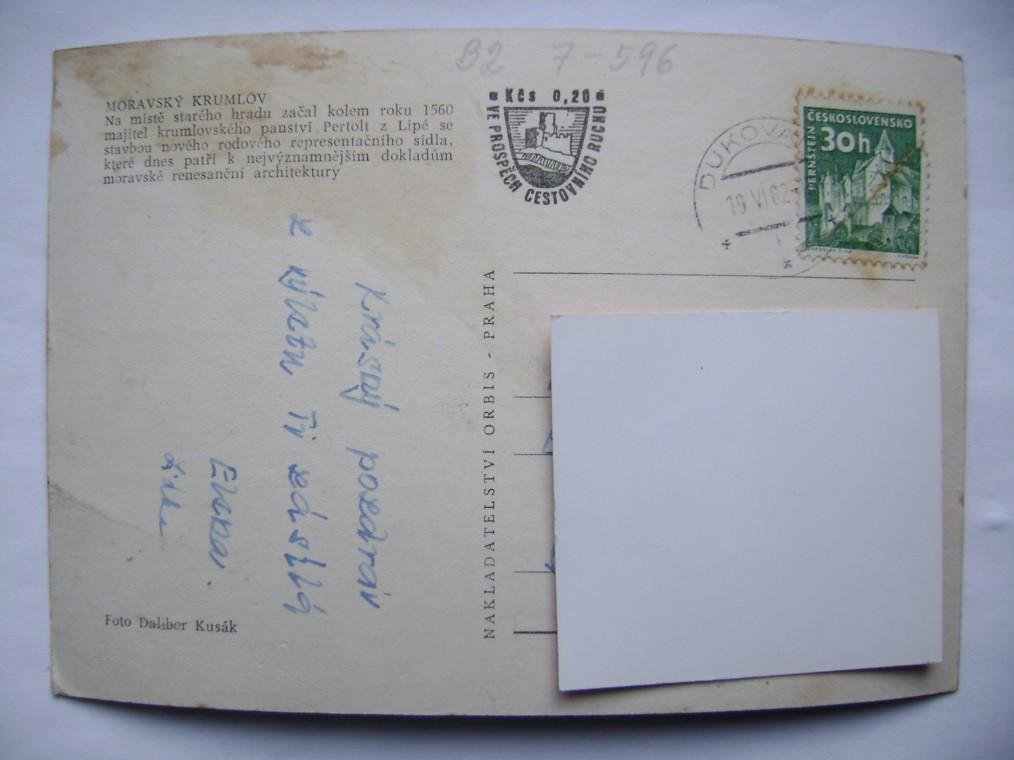 B2 7-596
MORAVSKÝ KRUMLOV
Na místě starého hradu začal kolem roku 1560
majitel krumlovského panství Pertolt z Lipé se
stavbou nového rodového representačního sídla,
které dnes patří k nejvýznamnějším dokladům
moravské renesanční architektury
Kčs 0,20
VE PROSPĚCH CESTOVNÍHO RUCHU
DUKOVA
19 VI 62
ČESKOSLOVENSKO
30h
PERNŠTEJN
Krásný pozdrav
z výletu Ti zasílá
Elena.
Lidka
NAKLADATELSTVÍ ORBIS - PRAHA
Foto Dalibor Kusák